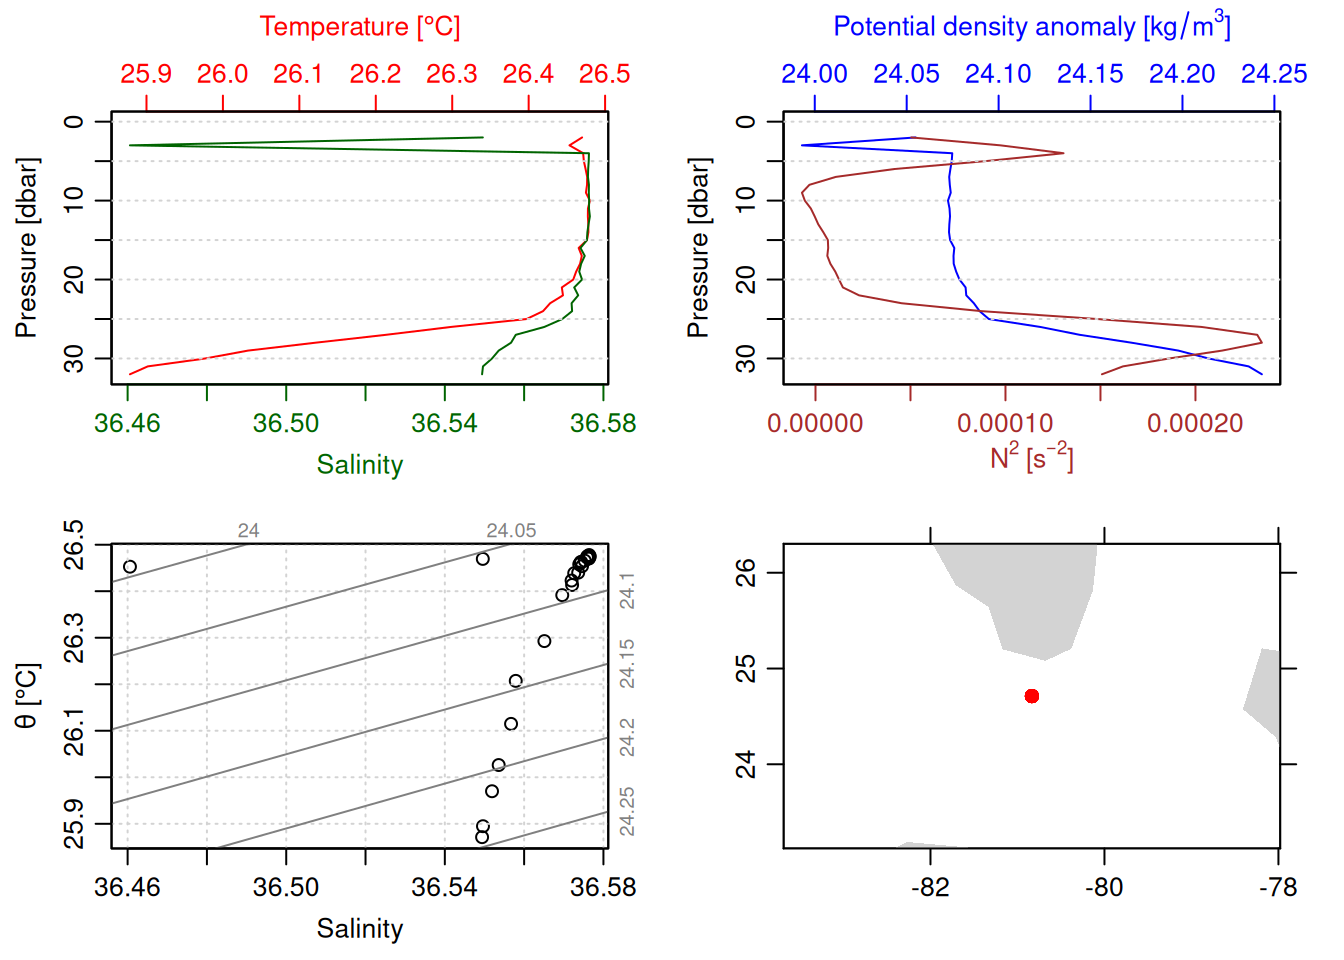 Temperature [°C]
25.9 26.0 26.1 26.2 26.3 26.4 26.5
Pressure [dbar]
0
10
20
30
36.46 36.50 36.54 36.58
Salinity
Potential density anomaly [kg/m³]
24.00 24.05 24.10 24.15 24.20 24.25
Pressure [dbar]
0
10
20
30
0.00000 0.00010 0.00020
N² [s⁻²]
24 24.05
θ [°C]
26.5
26.3
26.1
25.9
24.1
24.15
24.2
24.25
36.46 36.50 36.54 36.58
Salinity
26
25
24
-82 -80 -78